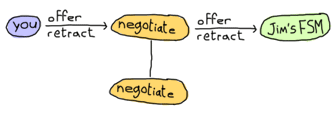 you
offer
retract
negotiate
offer
retract
Jim's FSM
negotiate